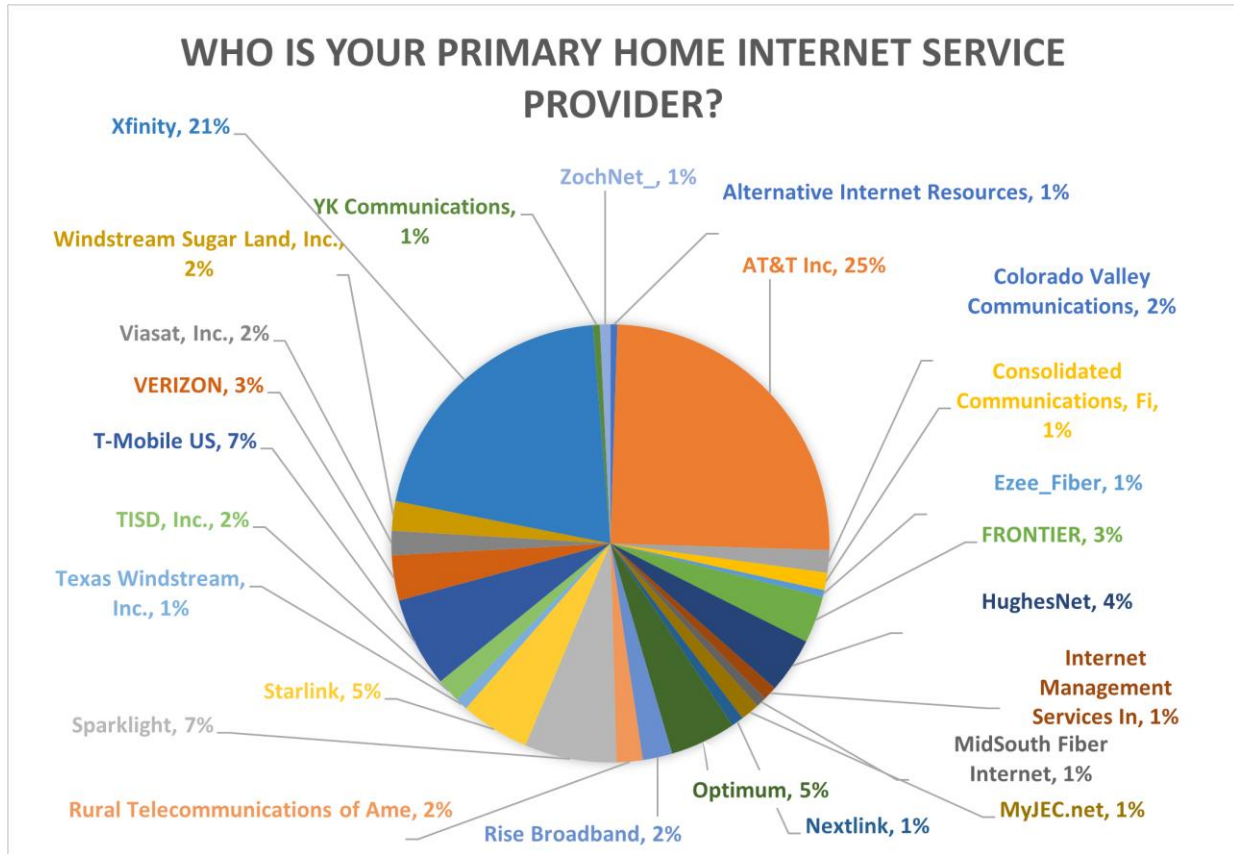 WHO IS YOUR PRIMARY HOME INTERNET SERVICE
PROVIDER?
Xfinity, 21%
ZochNet_, 1%
Alternative Internet Resources, 1%
YK Communications,
1%
Windstream Sugar Land, Inc.,
2%
AT&T Inc, 25%
Colorado Valley
Communications, 2%
Viasat, Inc., 2%
VERIZON, 3%
Consolidated
Communications, Fi,
1%
T-Mobile US, 7%
Ezee_Fiber, 1%
TISD, Inc., 2%
FRONTIER, 3%
Texas Windstream,
Inc., 1%
HughesNet, 4%
Internet
Management
Services In, 1%
Starlink, 5%
Sparklight, 7%
MidSouth Fiber
Internet, 1%
Optimum, 5%
MyJEC.net, 1%
Rural Telecommunications of Ame, 2%
Rise Broadband, 2%
Nextlink, 1%